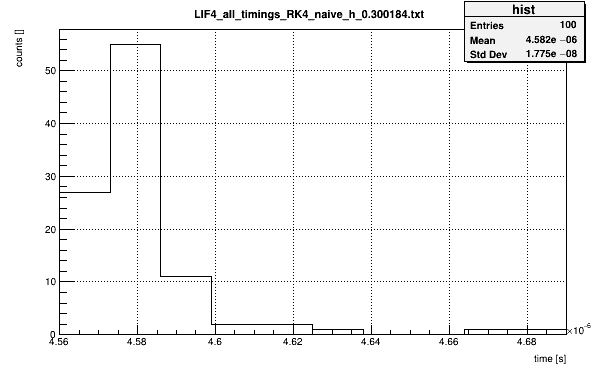 LIF4_all_timings_RK4_naive_h_0.300184.txt
hist
Entries 100
Mean 4.582e −06
Std Dev 1.775e −08
counts []
50
40
30
20
10
0
4.56 4.58 4.6 4.62 4.64 4.66 4.68
×10−6
time [s]